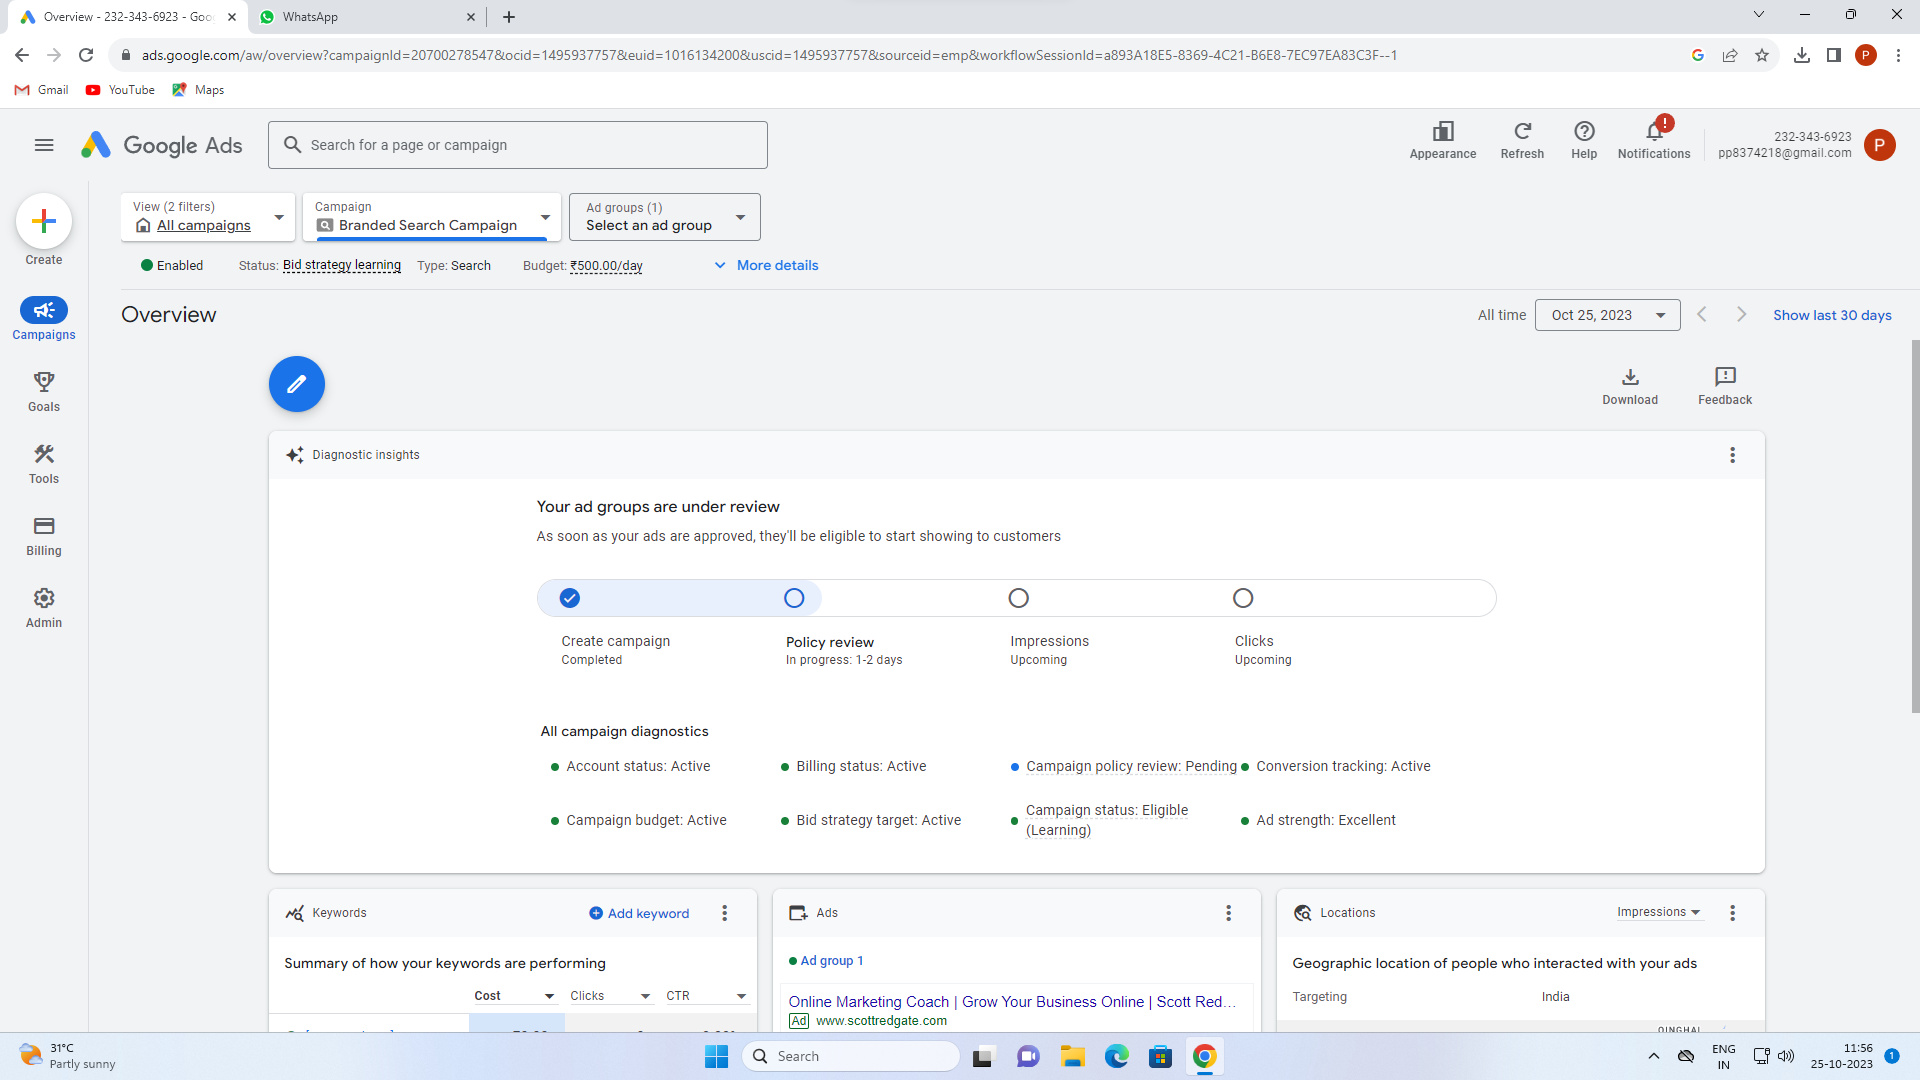 Overview - 232-343-6923 - Goo
WhatsApp
ads.google.com/aw/overview?campaignId=20700278547&ocid=1495937757&euid=1016134200&uscid=1495937757&sourceid=emp&workflowSessionId=a893A18E5-8369-4C21-B6E8-7EC97EA83C3F--1
P
Gmail
YouTube
Maps
Google Ads
Search for a page or campaign
Appearance
Refresh
Help
!
Notifications
232-343-6923
pp8374218@gmail.com
P
Create
Campaigns
Goals
Tools
Billing
Admin
View (2 filters)
All campaigns
Campaign
Branded Search Campaign
Ad groups (1)
Select an ad group
Enabled
Status: Bid strategy learning
Type: Search
Budget: ₹500.00/day
More details
Overview
All time
Oct 25, 2023
Show last 30 days
Download
Feedback
Diagnostic insights
Your ad groups are under review
As soon as your ads are approved, they'll be eligible to start showing to customers
Create campaign
Completed
Policy review
In progress: 1-2 days
Impressions
Upcoming
Clicks
Upcoming
All campaign diagnostics
Account status: Active
Billing status: Active
Campaign policy review: Pending
Conversion tracking: Active
Campaign budget: Active
Bid strategy target: Active
Campaign status: Eligible
(Learning)
Ad strength: Excellent
Keywords
Add keyword
Summary of how your keywords are performing
Cost
Clicks
CTR
Ads
Ad group 1
Online Marketing Coach | Grow Your Business Online | Scott Red...
Ad www.scottredgate.com
Locations
Impressions
Geographic location of people who interacted with your ads
Targeting
India
QINGHAI
31°C
Partly sunny
Search
ENG
IN
11:56
25-10-2023
1